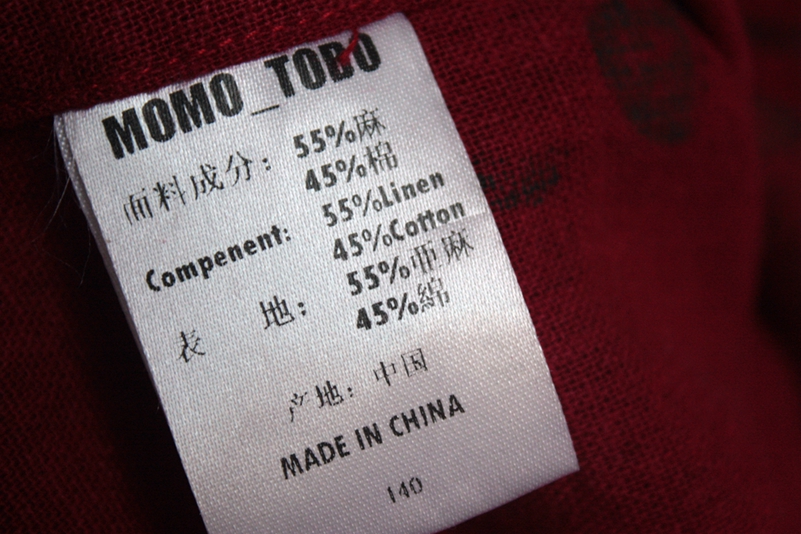 MOMO_TOBO
面料成分: 55%麻
45%棉
Compenent: 55%Linen
45%Cotton
表 地: 55%亜麻
45%綿
产地: 中国
MADE IN CHINA
140